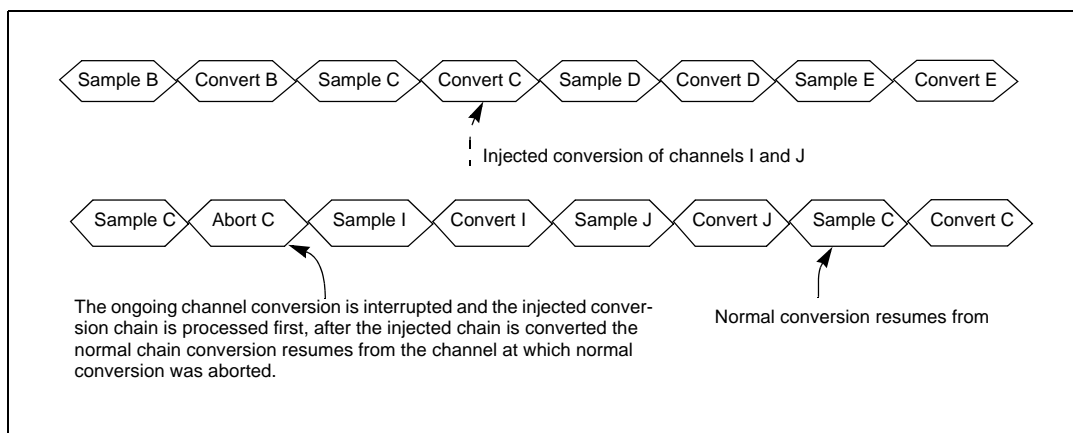 Sample B Convert B Sample C Convert C Sample D Convert D Sample E Convert E
Injected conversion of channels I and J
Sample C Abort C Sample I Convert I Sample J Convert J Sample C Convert C
The ongoing channel conversion is interrupted and the injected conver-
sion chain is processed first, after the injected chain is converted the
normal chain conversion resumes from the channel at which normal
conversion was aborted.
Normal conversion resumes from